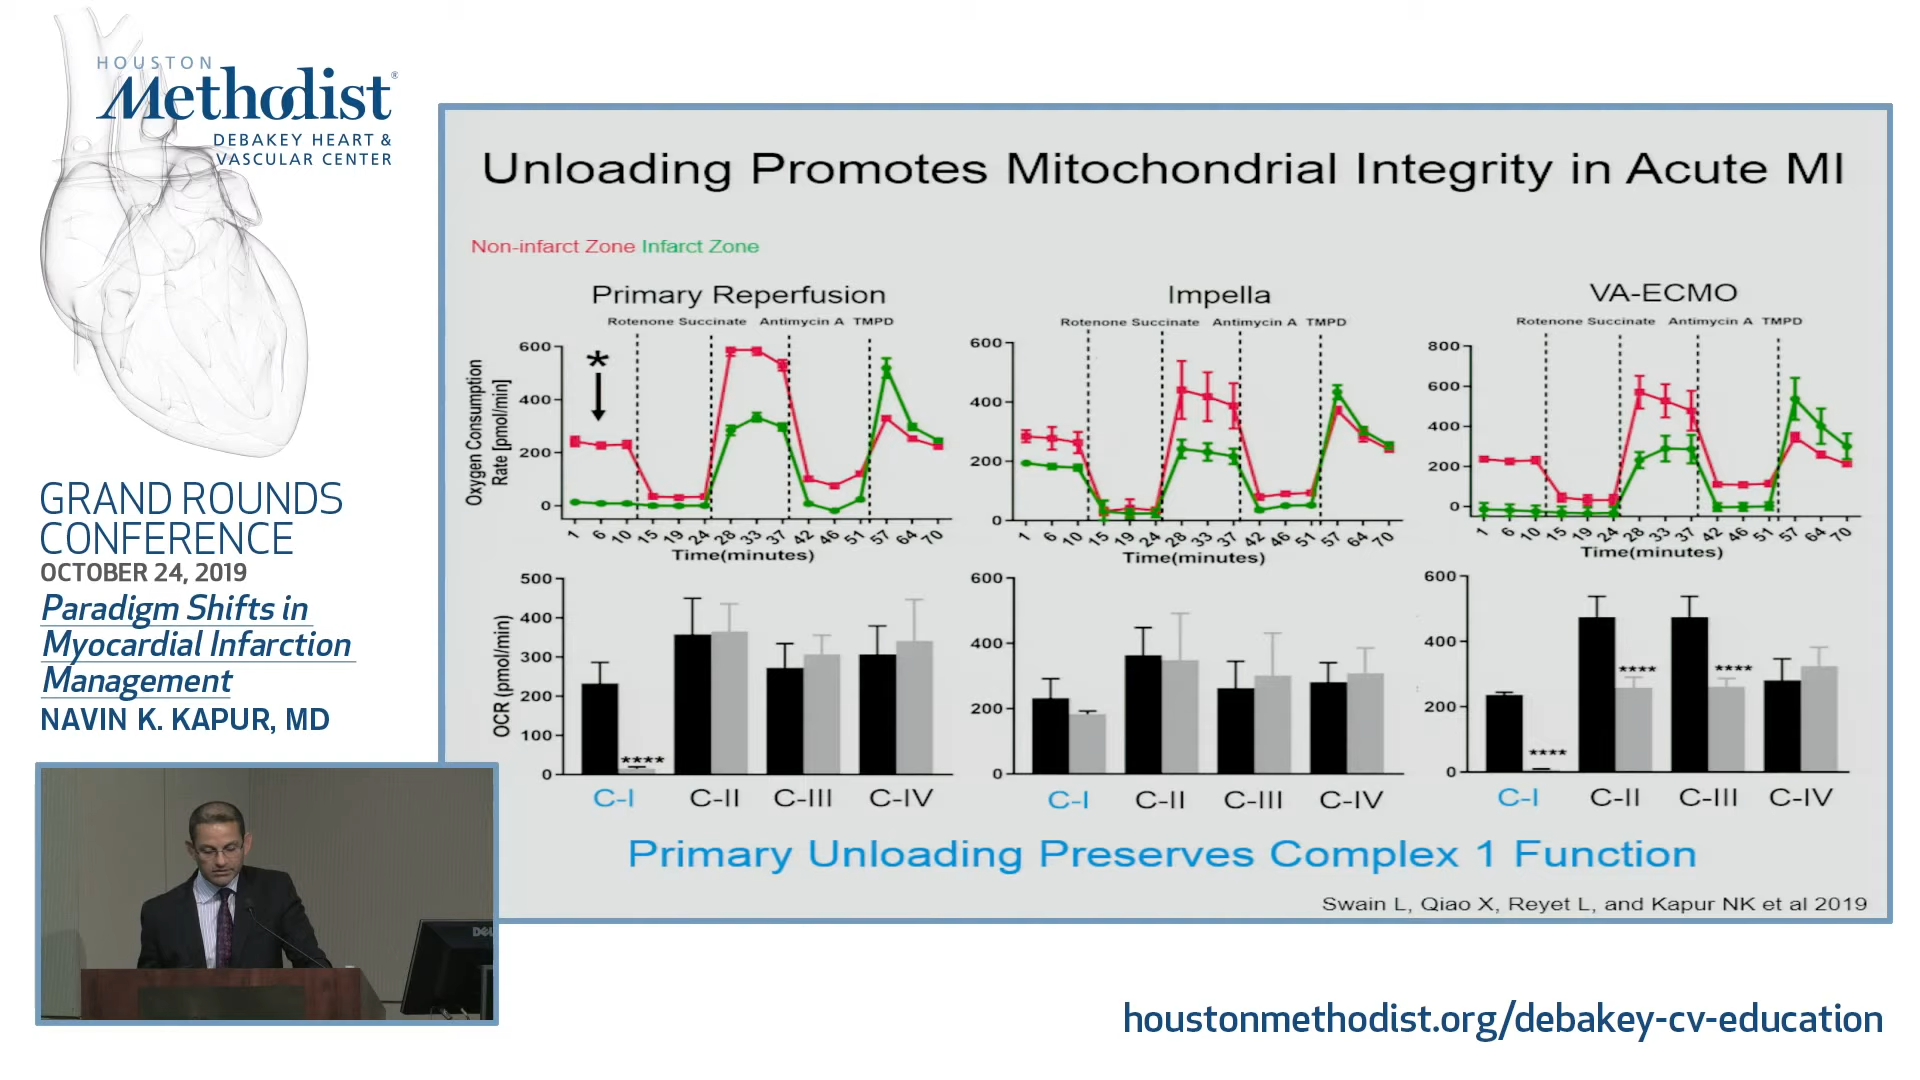 HOUSTON
Methodist®
DEBAKEY HEART &
VASCULAR CENTER
GRAND ROUNDS
CONFERENCE
OCTOBER 24, 2019
Paradigm Shifts in
Myocardial Infarction
Management
NAVIN K. KAPUR, MD
Unloading Promotes Mitochondrial Integrity in Acute MI
Non-infarct Zone Infarct Zone
Primary Reperfusion
Rotenone Succinate Antimycin A TMPD
Oxygen Consumption
Rate [pmol/min]
600
400
200
0
*
1 6 10 15 19 24 28 33 37 42 46 51 57 64 70
Time(minutes)
Impella
Rotenone Succinate Antimycin A TMPD
600
400
200
0
1 6 10 15 19 24 28 33 37 42 46 51 57 64 70
Time(minutes)
VA-ECMO
Rotenone Succinate Antimycin A TMPD
800
600
400
200
0
1 6 10 15 19 24 28 33 37 42 46 51 57 64 70
Time(minutes)
OCR (pmol/min)
500
400
300
200
100
0
****
C-I C-II C-III C-IV
600
400
200
0
C-I C-II C-III C-IV
600
400
200
0
**** **** ****
C-I C-II C-III C-IV
Primary Unloading Preserves Complex 1 Function
Swain L, Qiao X, Reyet L, and Kapur NK et al 2019
DELL
houstonmethodist.org/debakey-cv-education